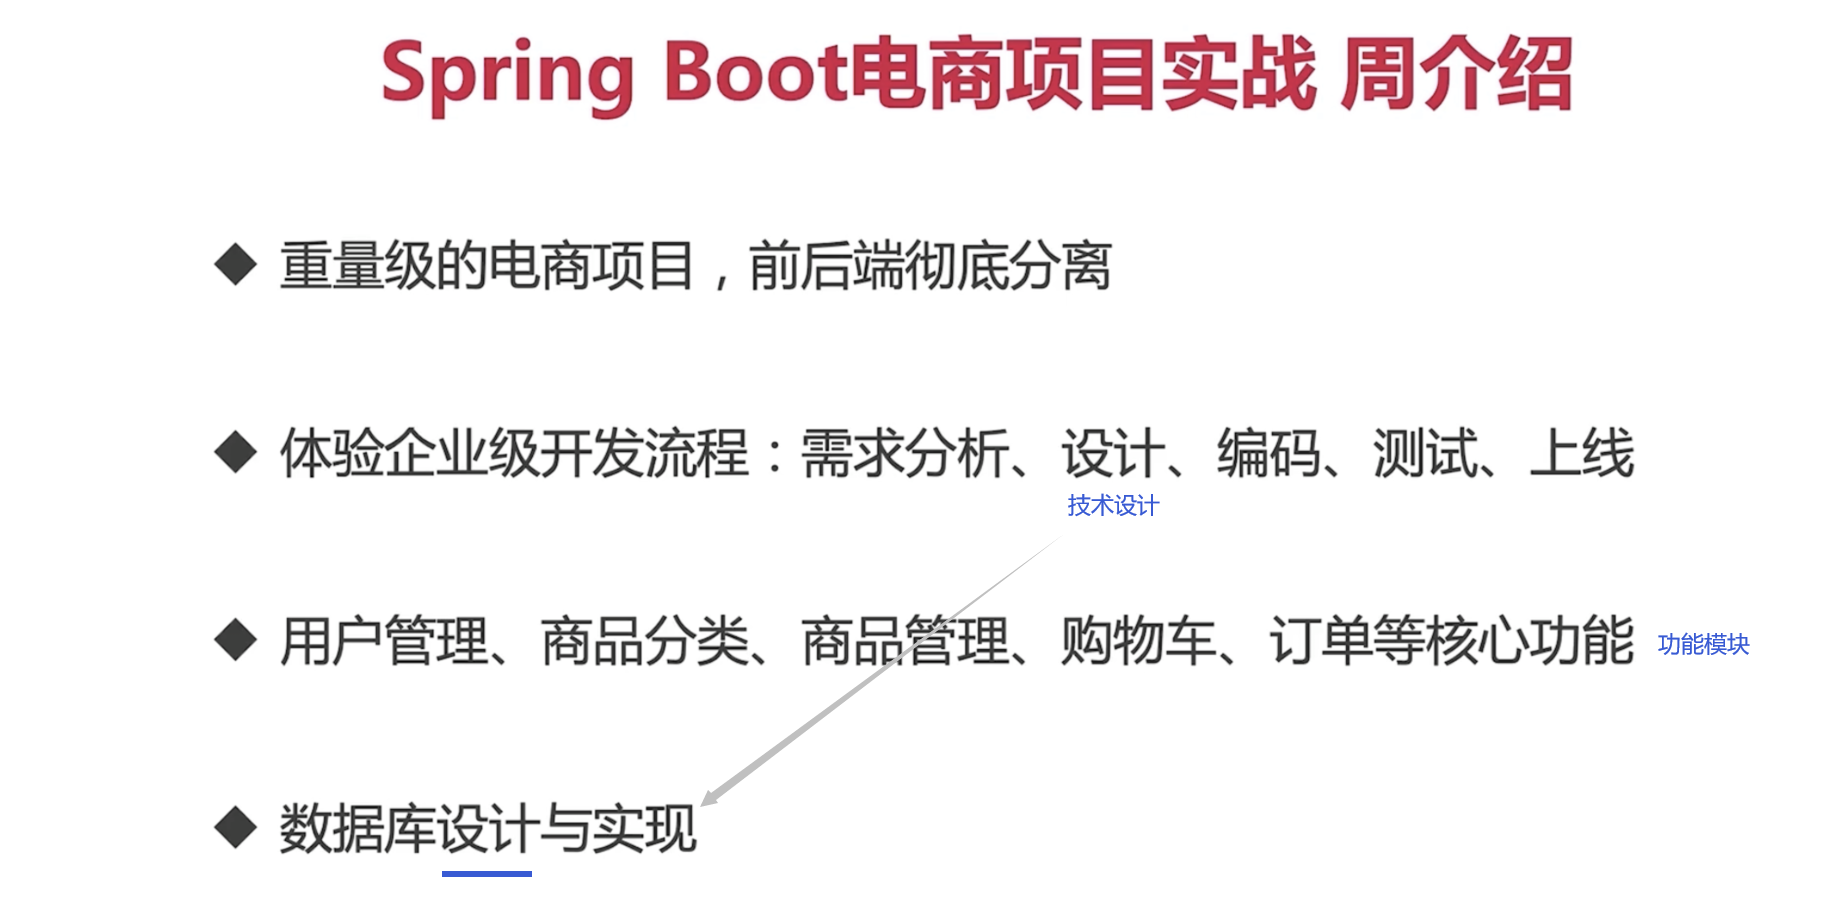 Spring Boot电商项目实战 周介绍
◆ 重量级的电商项目，前后端彻底分离
◆ 体验企业级开发流程：需求分析、设计、编码、测试、上线
技术设计
◆ 用户管理、商品分类、商品管理、购物车、订单等核心功能 功能模块
◆ 数据库设计与实现